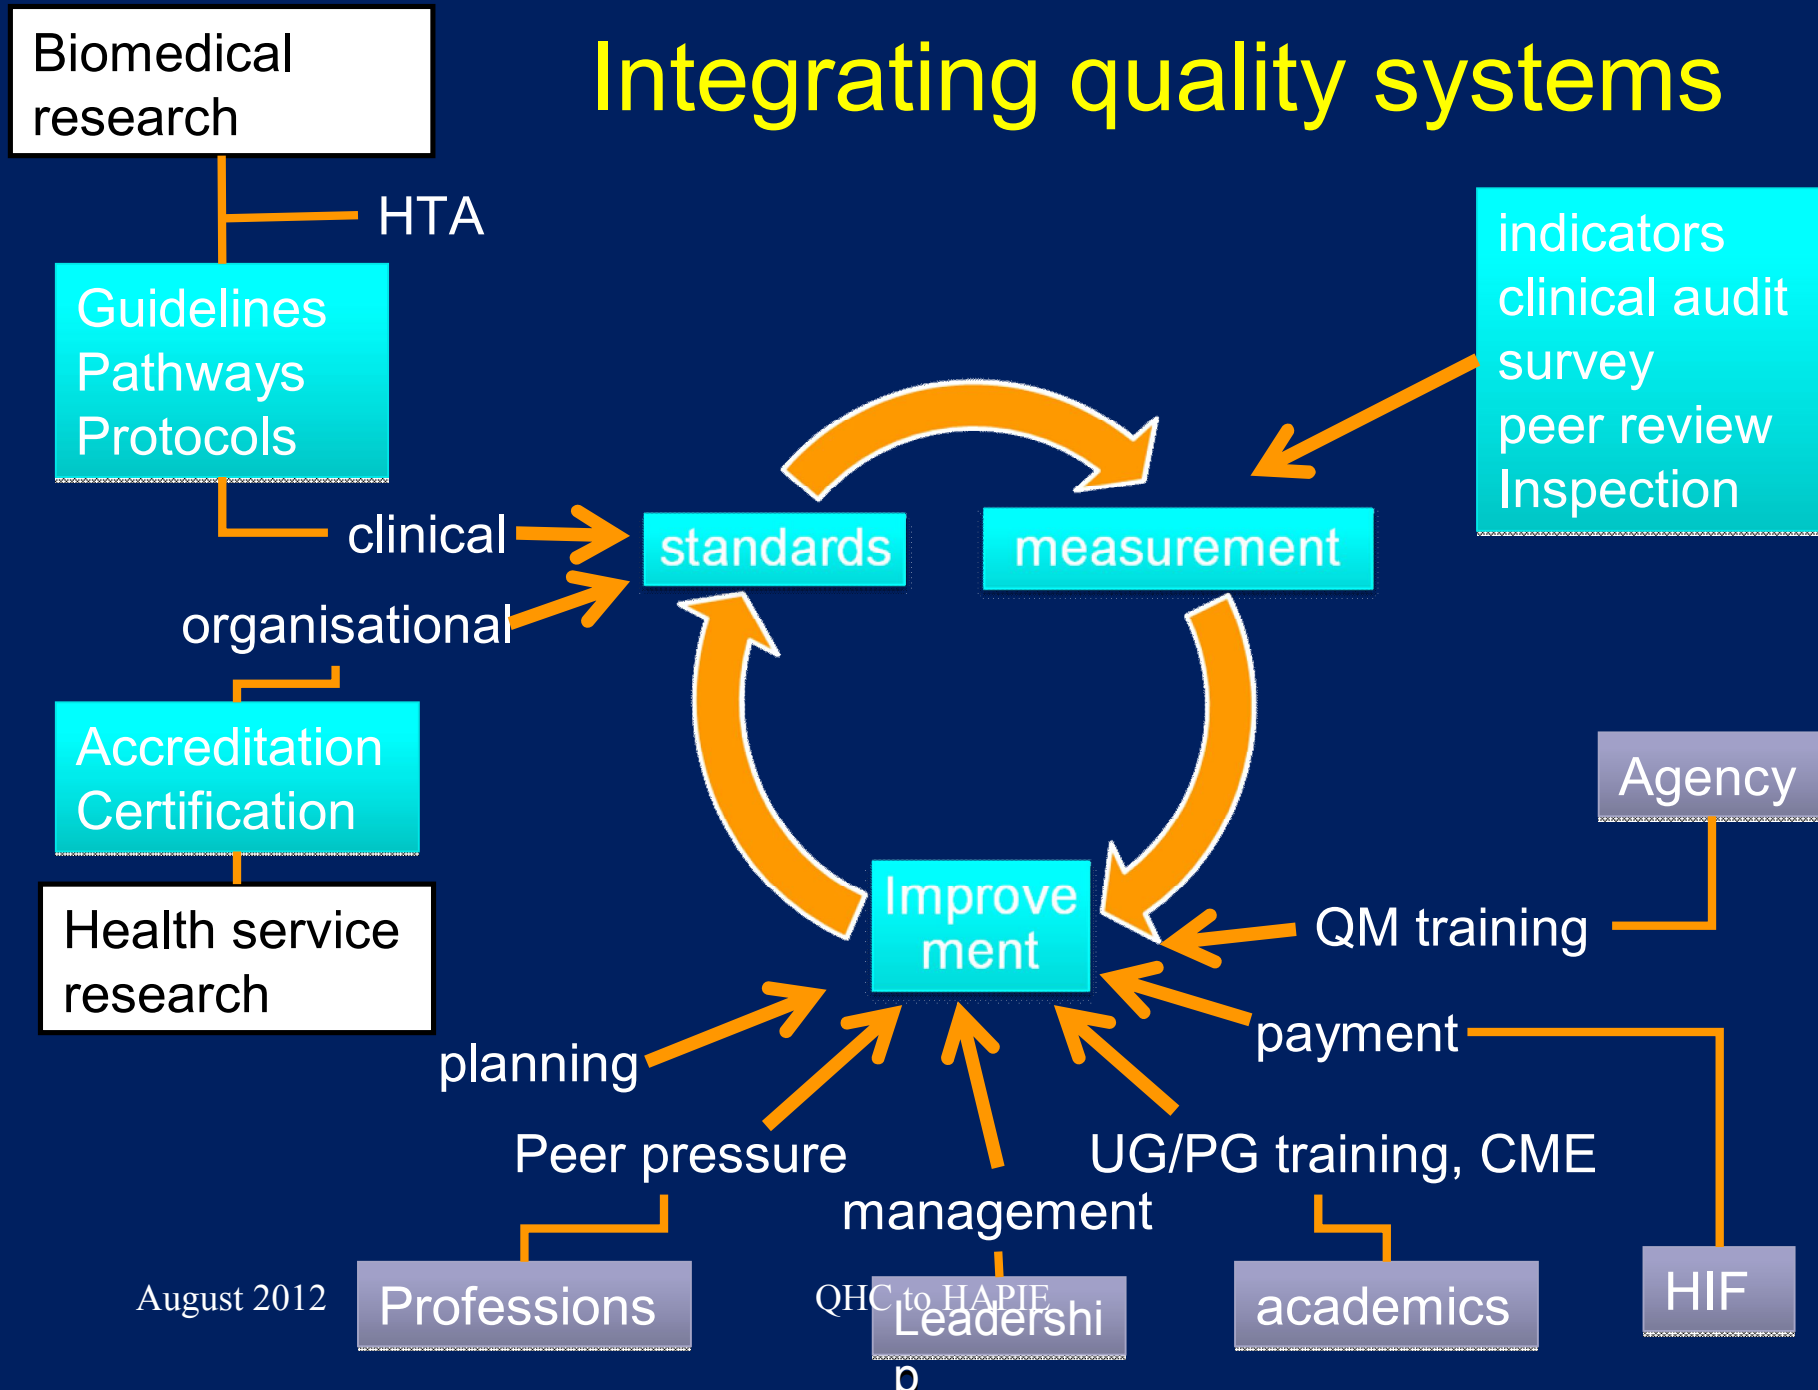 Integrating quality systems
Biomedical
research
HTA
Guidelines
Pathways
Protocols
clinical
organisational
Accreditation
Certification
Health service
research
standards
measurement
Improve
ment
indicators
clinical audit
survey
peer review
Inspection
Agency
QM training
payment
planning
Peer pressure
management
UG/PG training, CME
Professions
Leadershi
p
academics
HIF
August 2012
QHC to HAPIE